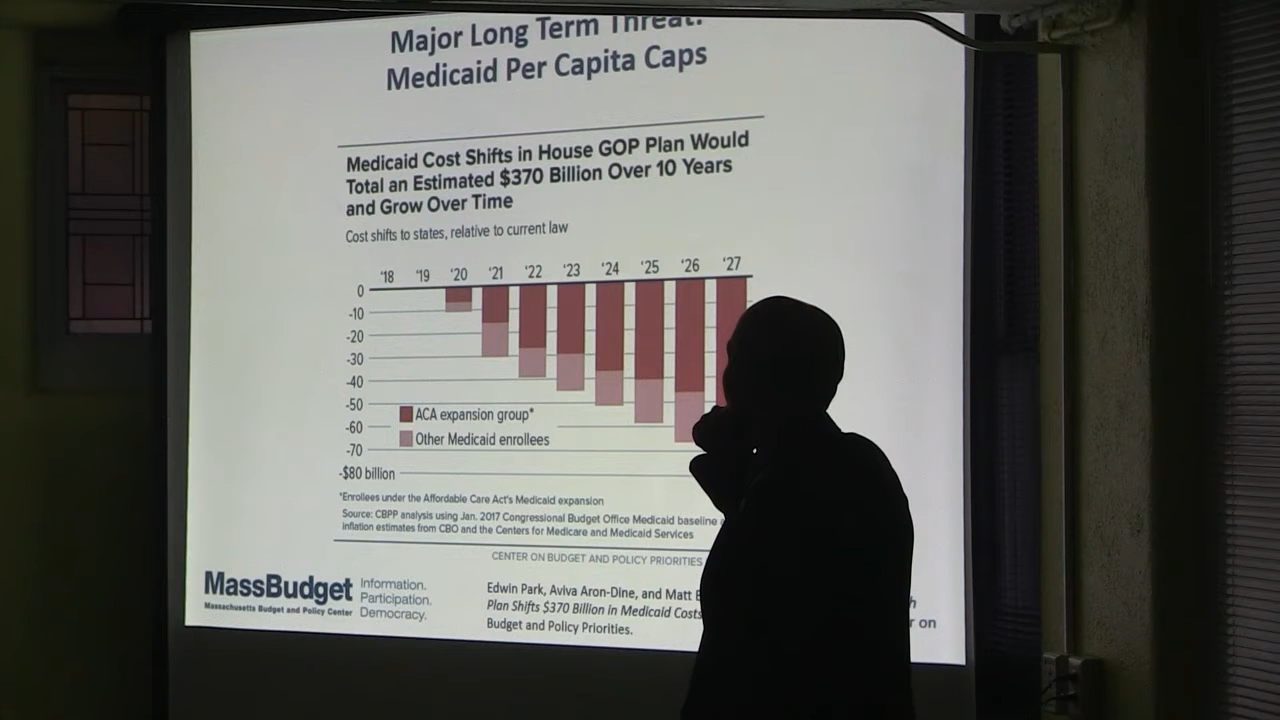 Major Long Term Threat:
Medicaid Per Capita Caps
Medicaid Cost Shifts in House GOP Plan Would
Total an Estimated $370 Billion Over 10 Years
and Grow Over Time
Cost shifts to states, relative to current law
'18 '19 '20 '21 '22 '23 '24 '25 '26 '27
0
-10
-20
-30
-40
-50
-60
-70
-$80 billion
ACA expansion group*
Other Medicaid enrollees
*Enrollees under the Affordable Care Act's Medicaid expansion
Source: CBPP analysis using Jan. 2017 Congressional Budget Office Medicaid baseline
inflation estimates from CBO and the Centers for Medicare and Medicaid Services
CENTER ON BUDGET AND POLICY PRIORITIES
MassBudget
Massachusetts Budget and Policy Center
Information.
Participation.
Democracy.
Edwin Park, Aviva Aron-Dine, and Matt
Plan Shifts $370 Billion in Medicaid Costs
r on
Budget and Policy Priorities.